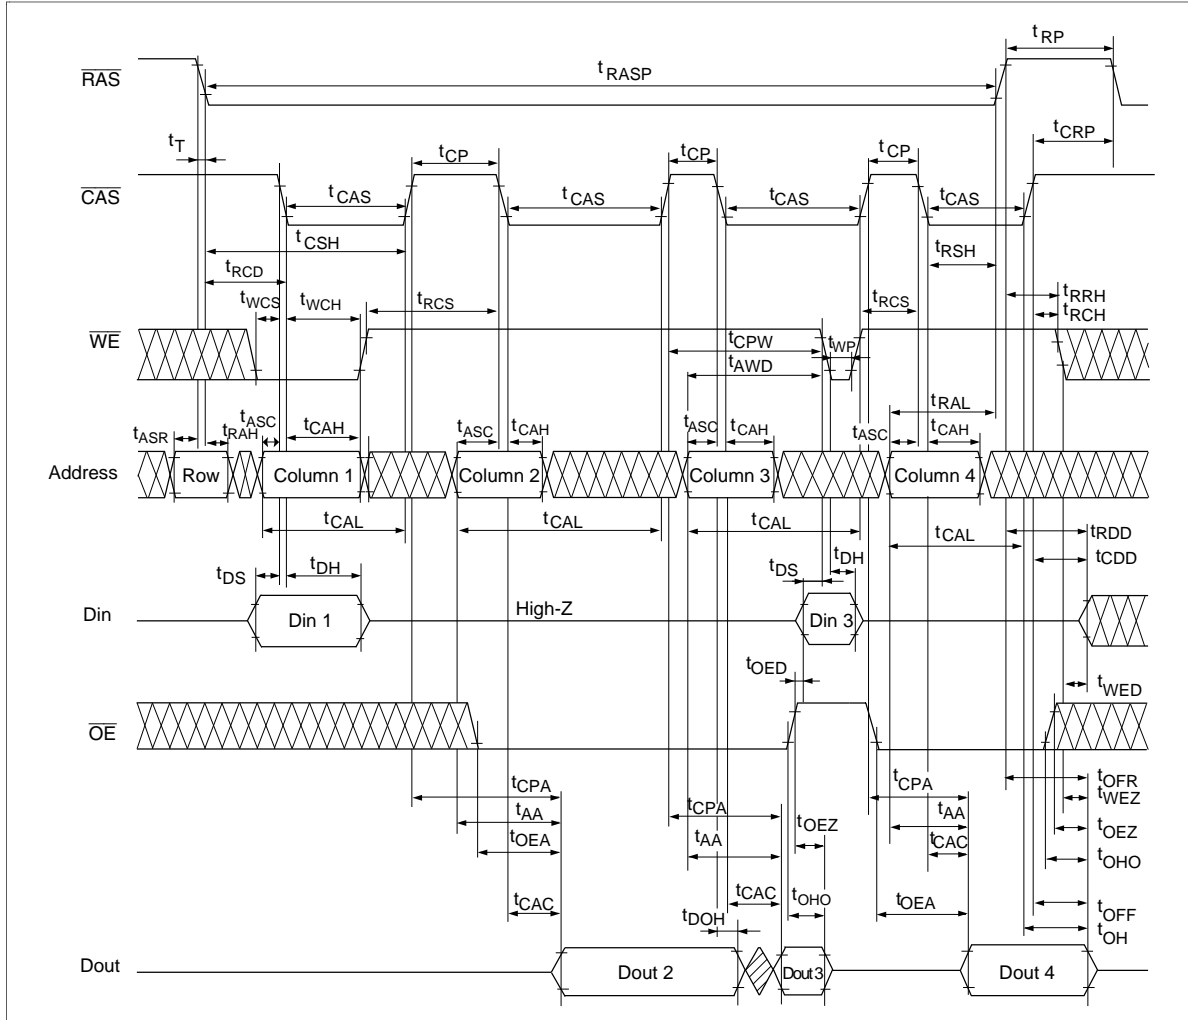 tRP
RAS
tRASP
tT
tCRP
tCP tCP tCP
CAS
tCAS tCAS tCAS tCAS
tCSH
tRSH
tRCD
tWCS tWCH tRCS tRCS tRRH
tRCH
WE
tCPW tWP
tAWD
tRAL
tASR tRAH tASC tCAH tASC tCAH tASC tCAH tASC tCAH
Address Row Column 1 Column 2 Column 3 Column 4
tCAL tCAL tCAL tCAL tRDD
tCDD
tDS tDH tDS tDH
Din Din 1 High-Z Din 3
tOED tWED
OE
tCPA tCPA tOFR
tWEZ
tAA tCPA tAA
tOEZ tOEZ
tOEA tAA tCAC tOHO
tCAC tCAC tOHO tOEA
tDOH tOFF
tOH
Dout Dout 2 Dout3 Dout 4